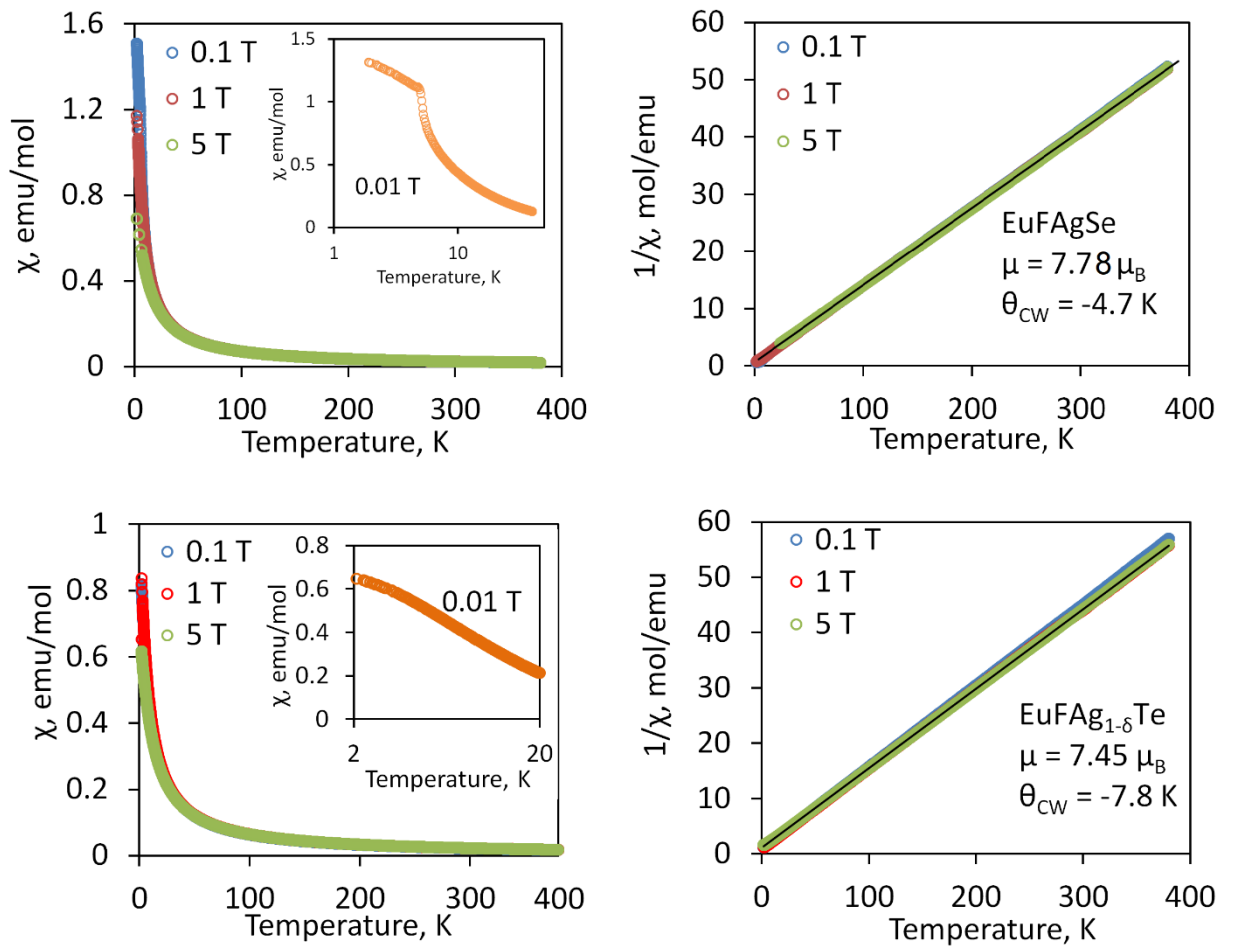 1.6
1.2
0.8
0.4
0
χ, emu/mol
0.1 T
1 T
5 T
0 100 200 300 400
Temperature, K
1.5
1
0.5
0
χ, emu/mol
0.01 T
1 10
Temperature, K
60
50
40
30
20
10
0
1/χ, mol/emu
0.1 T
1 T
5 T
EuFAgSe
μ = 7.78 μB
θCW = -4.7 K
0 100 200 300 400
Temperature, K
1
0.8
0.6
0.4
0.2
0
χ, emu/mol
0.1 T
1 T
5 T
0 100 200 300 400
Temperature, K
0.8
0.6
0.4
0.2
0
χ, emu/mol
0.01 T
2 20
Temperature, K
60
50
40
30
20
10
0
1/χ, mol/emu
0.1 T
1 T
5 T
EuFAg1-δTe
μ = 7.45 μB
θCW = -7.8 K
0 100 200 300 400
Temperature, K